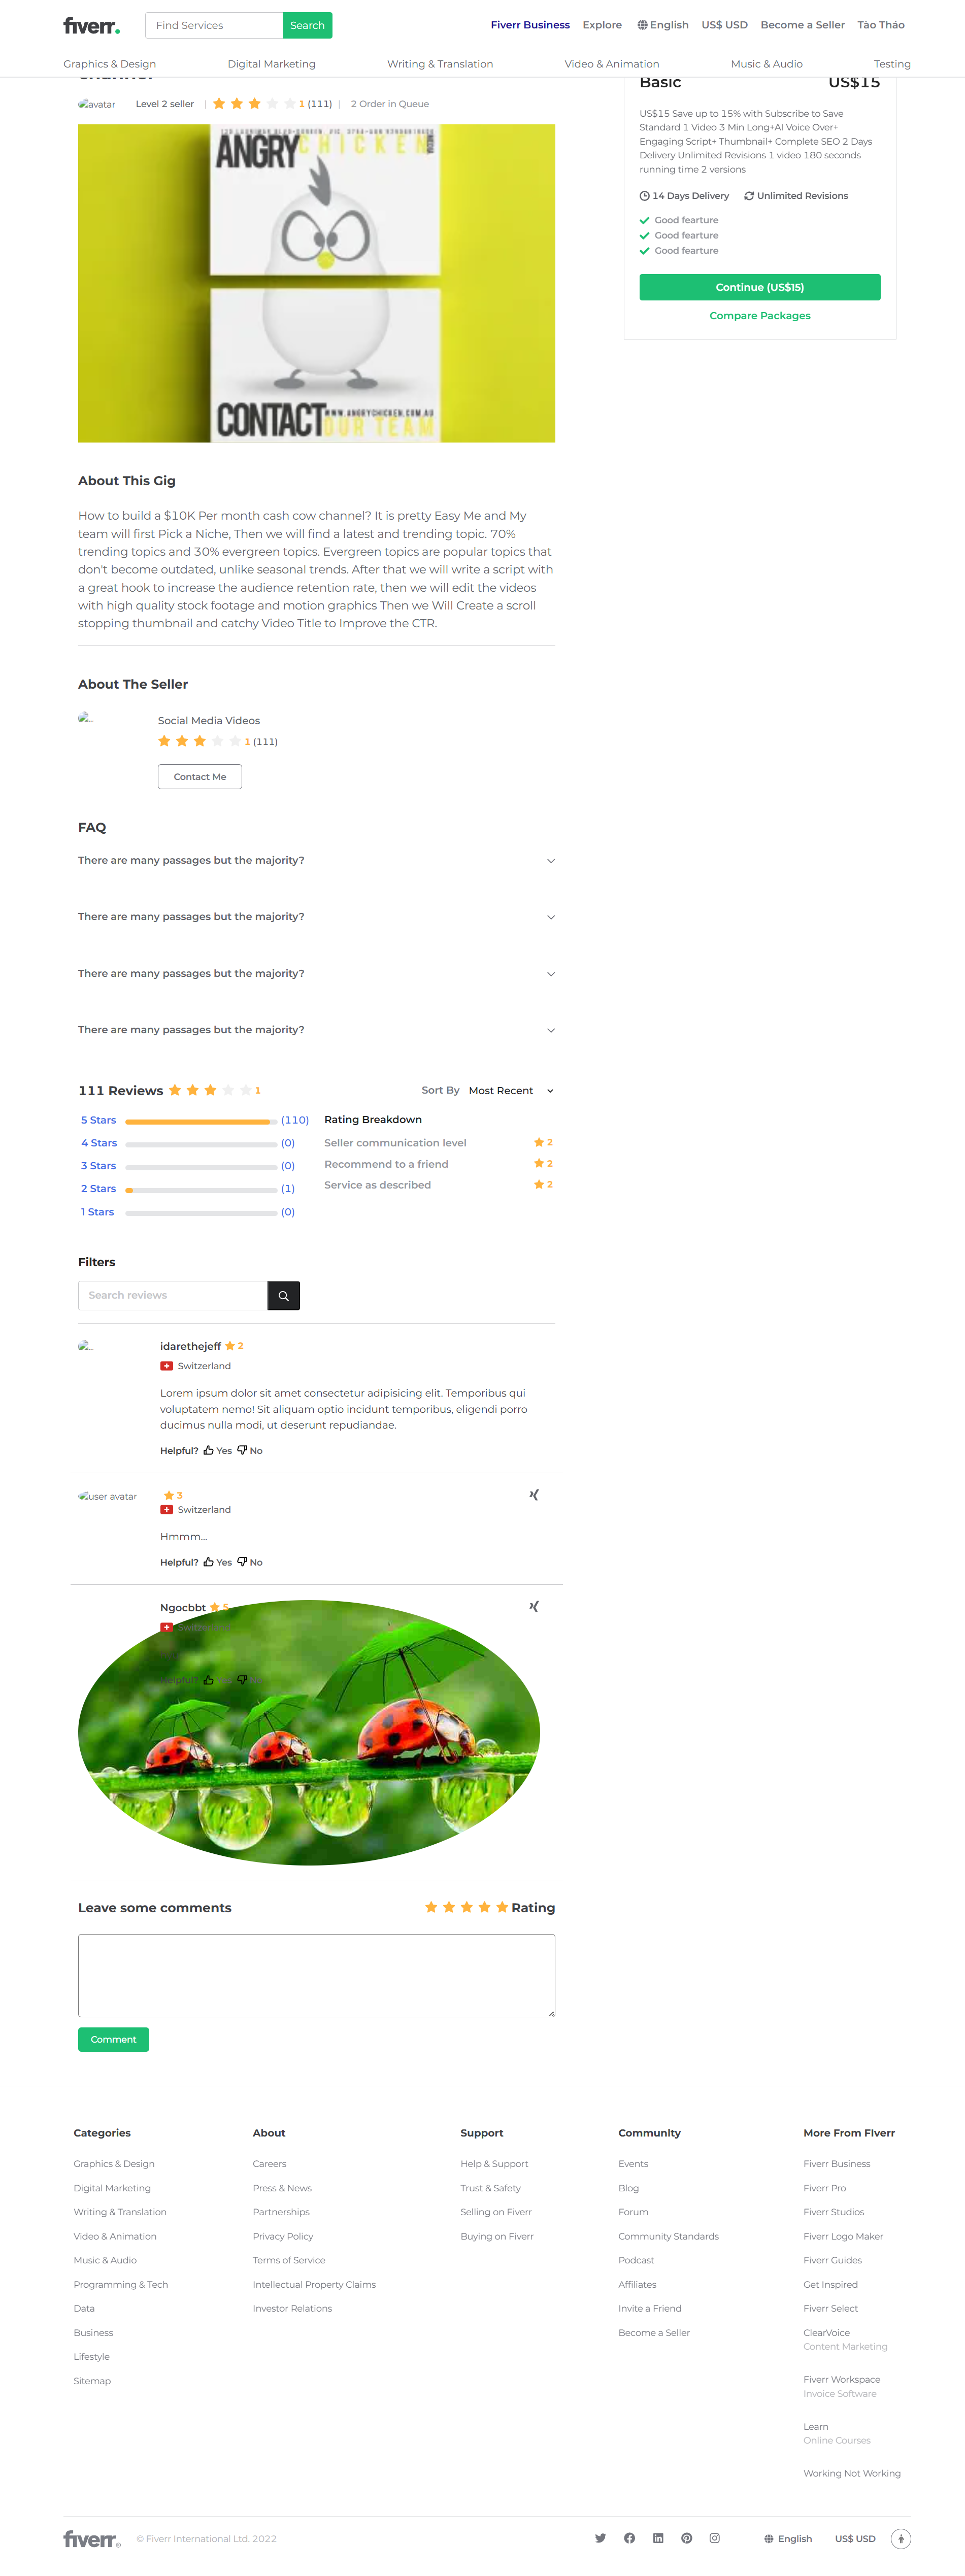 fiverr.
Find Services
Search
Fiverr Business
Explore
English
US$ USD
Become a Seller
Tào Tháo
Graphics & Design
Digital Marketing
Writing & Translation
Video & Animation
Music & Audio
Testing
channel
avatar
Level 2 seller
1 (111)
2 Order in Queue
ANGRY CHICKEN
CONTACT OUR TEAM
WWW.ANGRYCHICKEN.COM.AU
Basic
US$15
US$15 Save up to 15% with Subscribe to Save
Standard 1 Video 3 Min Long+AI Voice Over+
Engaging Script+ Thumbnail+ Complete SEO 2 Days
Delivery Unlimited Revisions 1 video 180 seconds
running time 2 versions
14 Days Delivery
Unlimited Revisions
Good fearture
Good fearture
Good fearture
Continue (US$15)
Compare Packages
About This Gig
How to build a $10K Per month cash cow channel? It is pretty Easy Me and My
team will first Pick a Niche, Then we will find a latest and trending topic. 70%
trending topics and 30% evergreen topics. Evergreen topics are popular topics that
don't become outdated, unlike seasonal trends. After that we will write a script with
a great hook to increase the audience retention rate, then we will edit the videos
with high quality stock footage and motion graphics Then we Will Create a scroll
stopping thumbnail and catchy Video Title to Improve the CTR.
About The Seller
Social Media Videos
1 (111)
Contact Me
FAQ
There are many passages but the majority?
There are many passages but the majority?
There are many passages but the majority?
There are many passages but the majority?
111 Reviews
1
Sort By
Most Recent
5 Stars
(110)
4 Stars
(0)
3 Stars
(0)
2 Stars
(1)
1 Stars
(0)
Rating Breakdown
Seller communication level
2
Recommend to a friend
2
Service as described
2
Filters
Search reviews
idarethejeff
2
Switzerland
Lorem ipsum dolor sit amet consectetur adipisicing elit. Temporibus qui
voluptatem nemo! Sit aliquam optio incidunt temporibus, eligendi porro
ducimus nulla modi, ut deserunt repudiandae.
Helpful? Yes No
user avatar
3
Switzerland
Hmmm...
Helpful? Yes No
Ngocbbt
5
Switzerland
Helpful?
Leave some comments
Rating
Comment
Categories
Graphics & Design
Digital Marketing
Writing & Translation
Video & Animation
Music & Audio
Programming & Tech
Data
Business
Lifestyle
Sitemap
About
Careers
Press & News
Partnerships
Privacy Policy
Terms of Service
Intellectual Property Claims
Investor Relations
Support
Help & Support
Trust & Safety
Selling on Fiverr
Buying on Fiverr
CommunIty
Events
Blog
Forum
Community Standards
Podcast
Affiliates
Invite a Friend
Become a Seller
More From FIverr
Fiverr Business
Fiverr Pro
Fiverr Studios
Fiverr Logo Maker
Fiverr Guides
Get Inspired
Fiverr Select
ClearVoice
Content Marketing
Fiverr Workspace
Invoice Software
Learn
Online Courses
Working Not Working
fiverr®
© Fiverr International Ltd. 2022
English
US$ USD